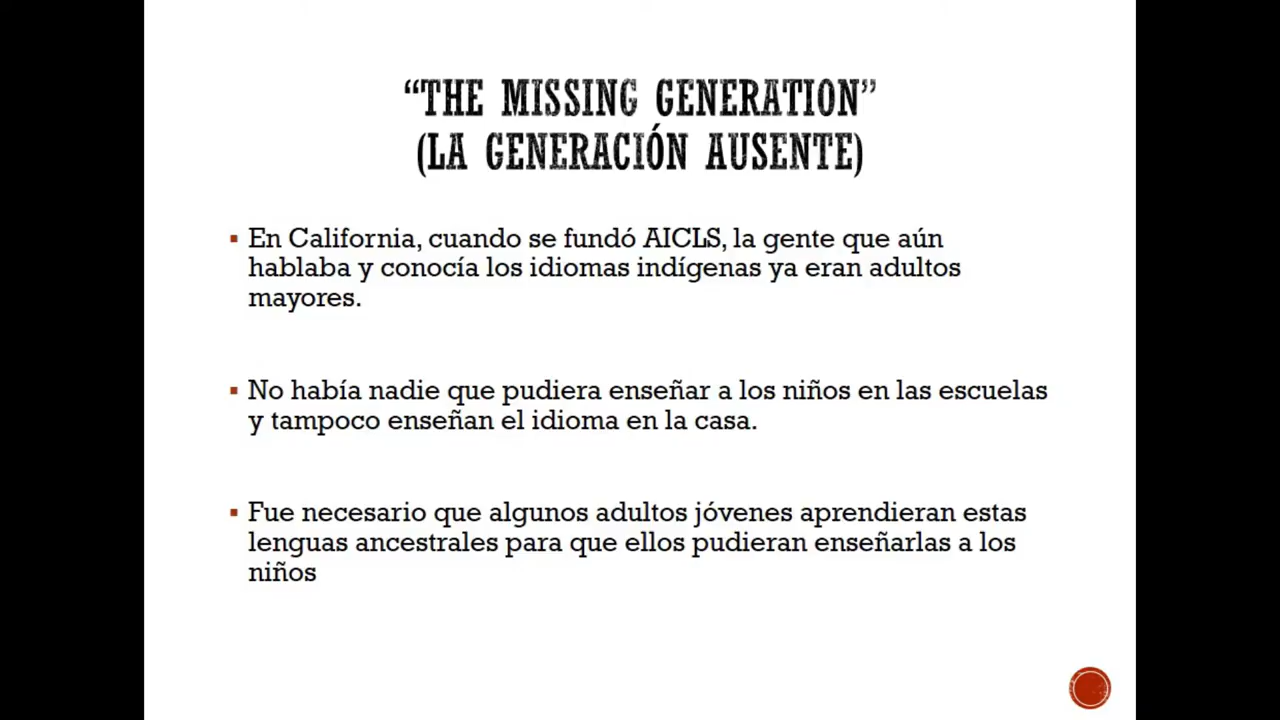 “THE MISSING GENERATION”
(LA GENERACIÓN AUSENTE)
▪ En California, cuando se fundó AICLS, la gente que aún
hablaba y conocía los idiomas indígenas ya eran adultos
mayores.
▪ No había nadie que pudiera enseñar a los niños en las escuelas
y tampoco enseñan el idioma en la casa.
▪ Fue necesario que algunos adultos jóvenes aprendieran estas
lenguas ancestrales para que ellos pudieran enseñarlas a los
niños